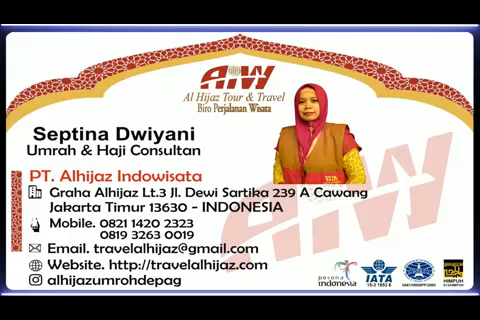 AIW
Al Hijaz Tour & Travel
Biro Perjalanan Wisata
Septina Dwiyani
Umrah & Haji Consultan
PT. Alhijaz Indowisata
Graha Alhijaz Lt.3 Jl. Dewi Sartika 239 A Cawang
Jakarta Timur 13630 - INDONESIA
Mobile. 0821 1420 2323
0819 3263 0019
Email. travelalhijaz@gmail.com
Website. http://travelalhijaz.com
alhijazumrohdepag
pesona
indonesia
IATA
HIMPUH